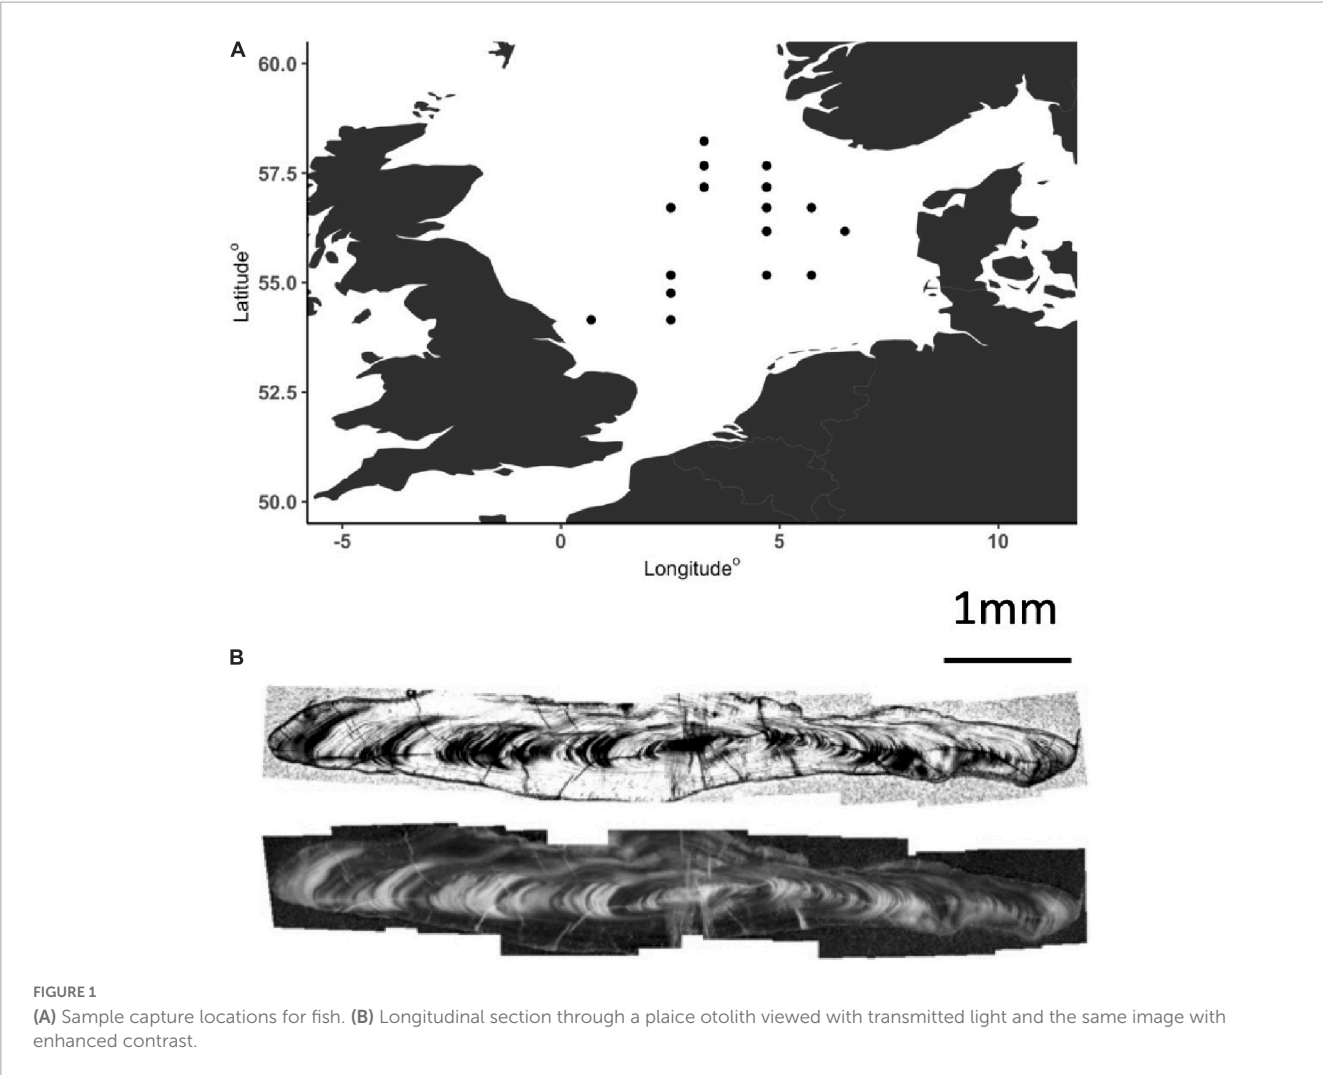 A
60.0
57.5
55.0
52.5
50.0
Latitude°
-5 0 5 10
Longitude°
1mm
B
FIGURE 1
(A) Sample capture locations for fish. (B) Longitudinal section through a plaice otolith viewed with transmitted light and the same image with
enhanced contrast.